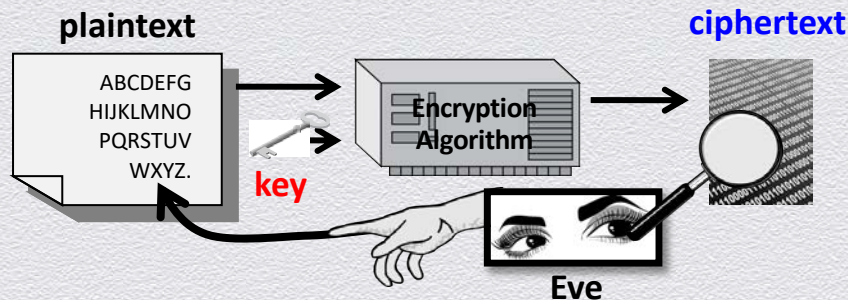 plaintext
ciphertext
ABCDEFG
HIJKLMNO
PQRSTUV
WXYZ.
Encryption
Algorithm
key
Eve